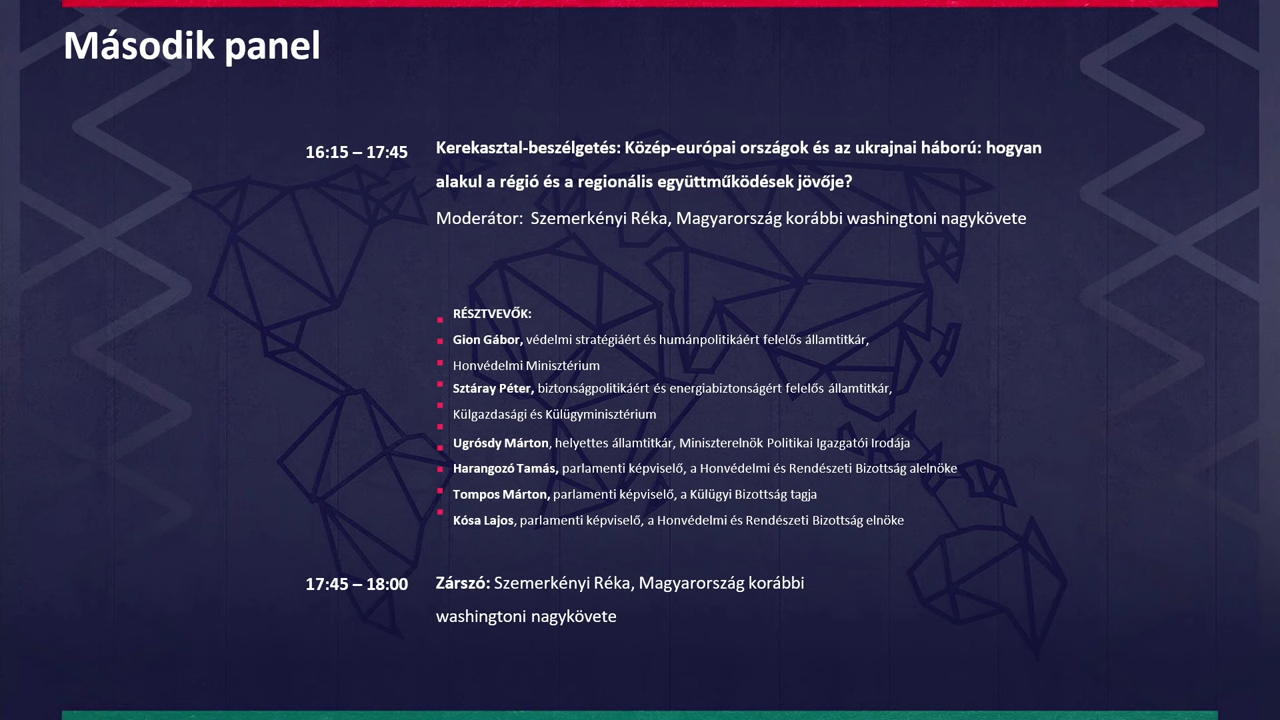 Második panel
16:15 – 17:45
Kerekasztal-beszélgetés: Közép-európai országok és az ukrajnai háború: hogyan
alakul a régió és a regionális együttműködések jövője?
Moderátor: Szemerkényi Réka, Magyarország korábbi washingtoni nagykövete
RÉSZTVEVŐK:
Gion Gábor, védelmi stratégiáért és humánpolitikáért felelős államtitkár,
Honvédelmi Minisztérium
Sztáray Péter, biztonságpolitikáért és energiabiztonságért felelős államtitkár,
Külgazdasági és Külügyminisztérium
Ugrósdy Márton, helyettes államtitkár, Miniszterelnök Politikai Igazgatói Irodája
Harangozó Tamás, parlamenti képviselő, a Honvédelmi és Rendészeti Bizottság alelnöke
Tompos Márton, parlamenti képviselő, a Külügyi Bizottság tagja
Kósa Lajos, parlamenti képviselő, a Honvédelmi és Rendészeti Bizottság elnöke
17:45 – 18:00
Zárszó: Szemerkényi Réka, Magyarország korábbi
washingtoni nagykövete